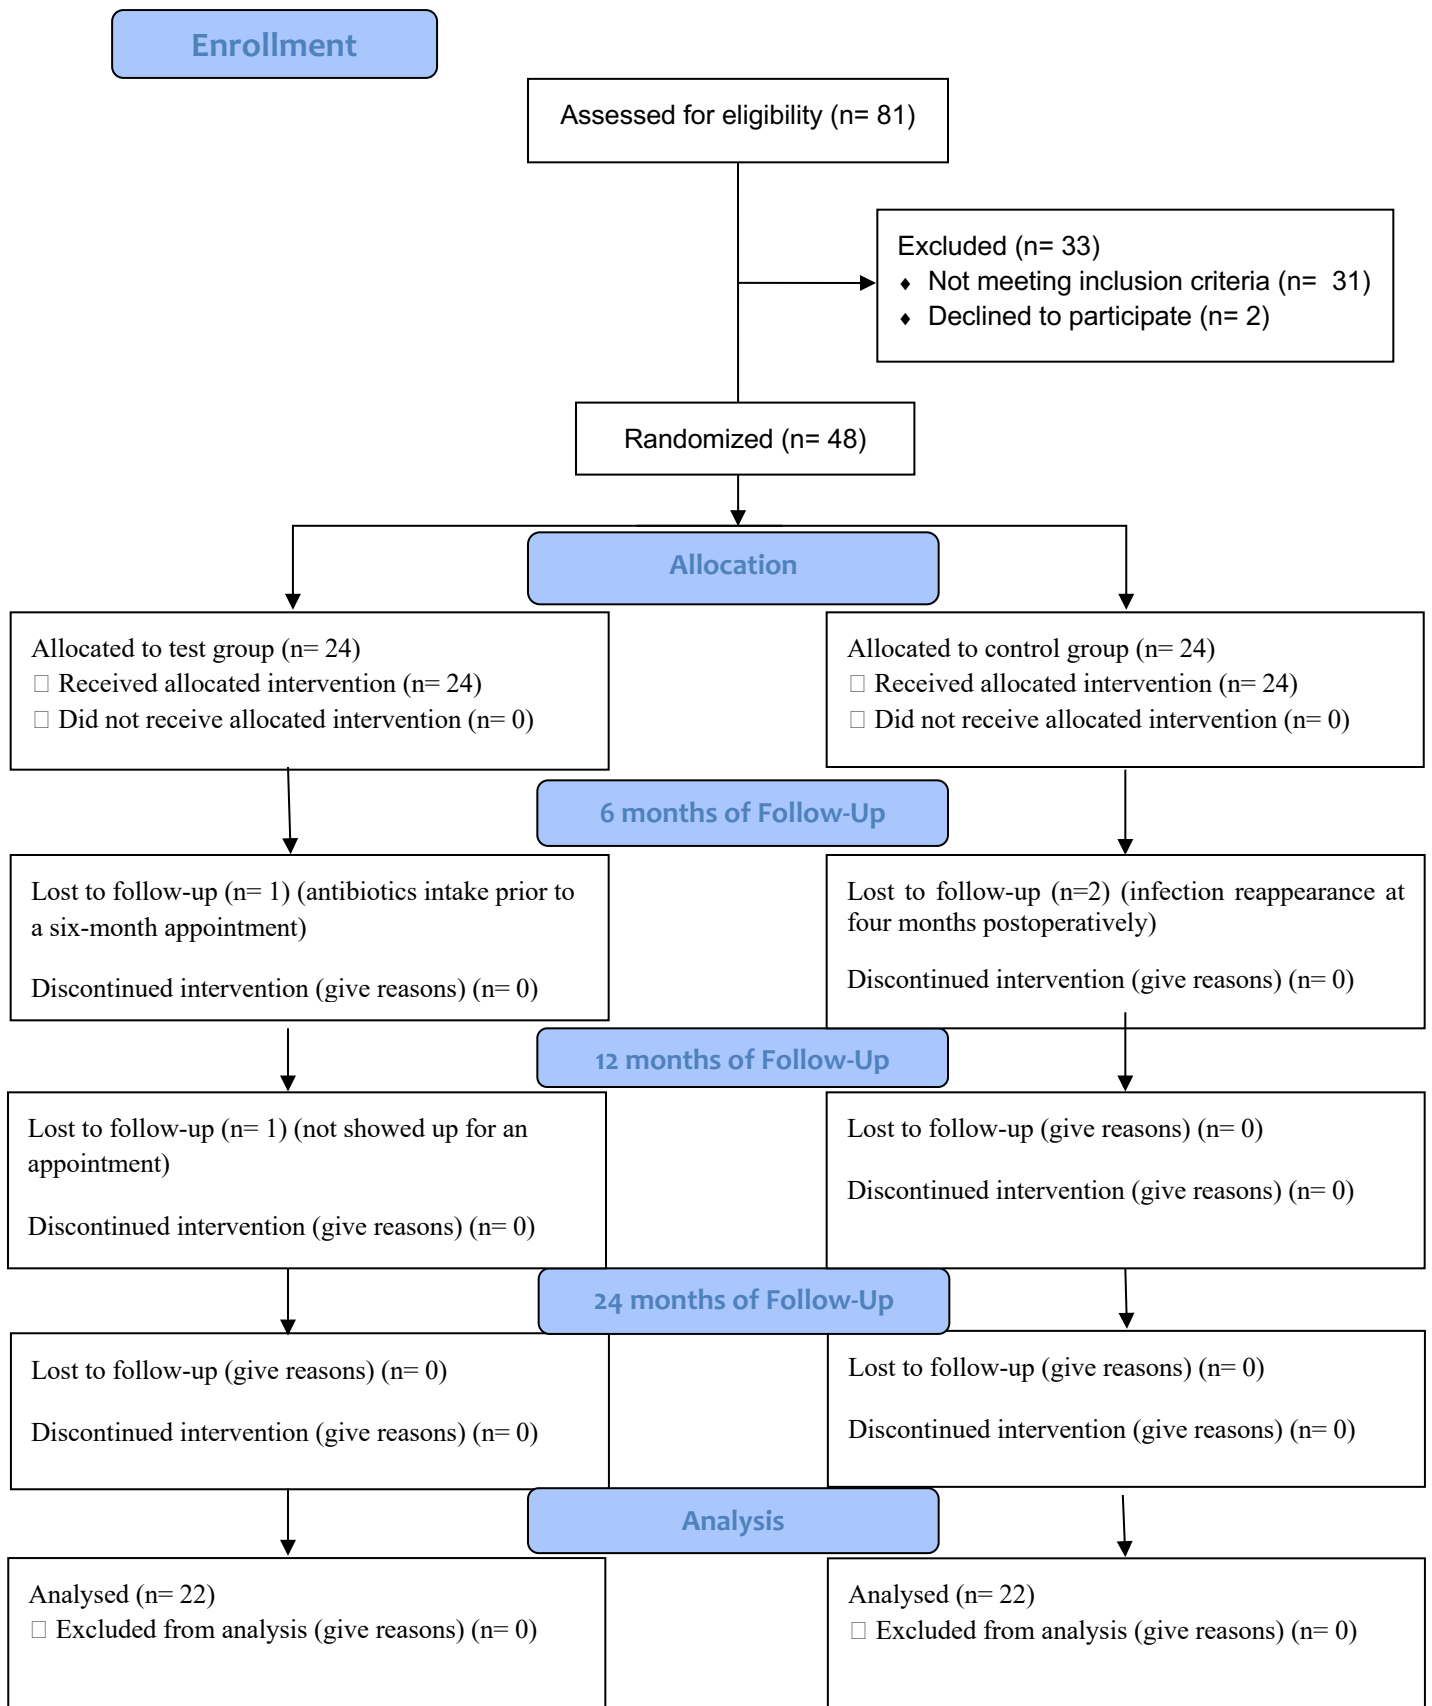 Enrollment
Assessed for eligibility (n= 81)
Excluded (n= 33)
♦ Not meeting inclusion criteria (n= 31)
♦ Declined to participate (n= 2)
Randomized (n= 48)
Allocation
Allocated to test group (n= 24)
□ Received allocated intervention (n= 24)
□ Did not receive allocated intervention (n= 0)
Allocated to control group (n= 24)
□ Received allocated intervention (n= 24)
□ Did not receive allocated intervention (n= 0)
6 months of Follow-Up
Lost to follow-up (n= 1) (antibiotics intake prior to
a six-month appointment)
Discontinued intervention (give reasons) (n= 0)
Lost to follow-up (n=2) (infection reappearance at
four months postoperatively)
Discontinued intervention (give reasons) (n= 0)
12 months of Follow-Up
Lost to follow-up (n= 1) (not showed up for an
appointment)
Discontinued intervention (give reasons) (n= 0)
Lost to follow-up (give reasons) (n= 0)
Discontinued intervention (give reasons) (n= 0)
24 months of Follow-Up
Lost to follow-up (give reasons) (n= 0)
Discontinued intervention (give reasons) (n= 0)
Lost to follow-up (give reasons) (n= 0)
Discontinued intervention (give reasons) (n= 0)
Analysis
Analysed (n= 22)
□ Excluded from analysis (give reasons) (n= 0)
Analysed (n= 22)
□ Excluded from analysis (give reasons) (n= 0)